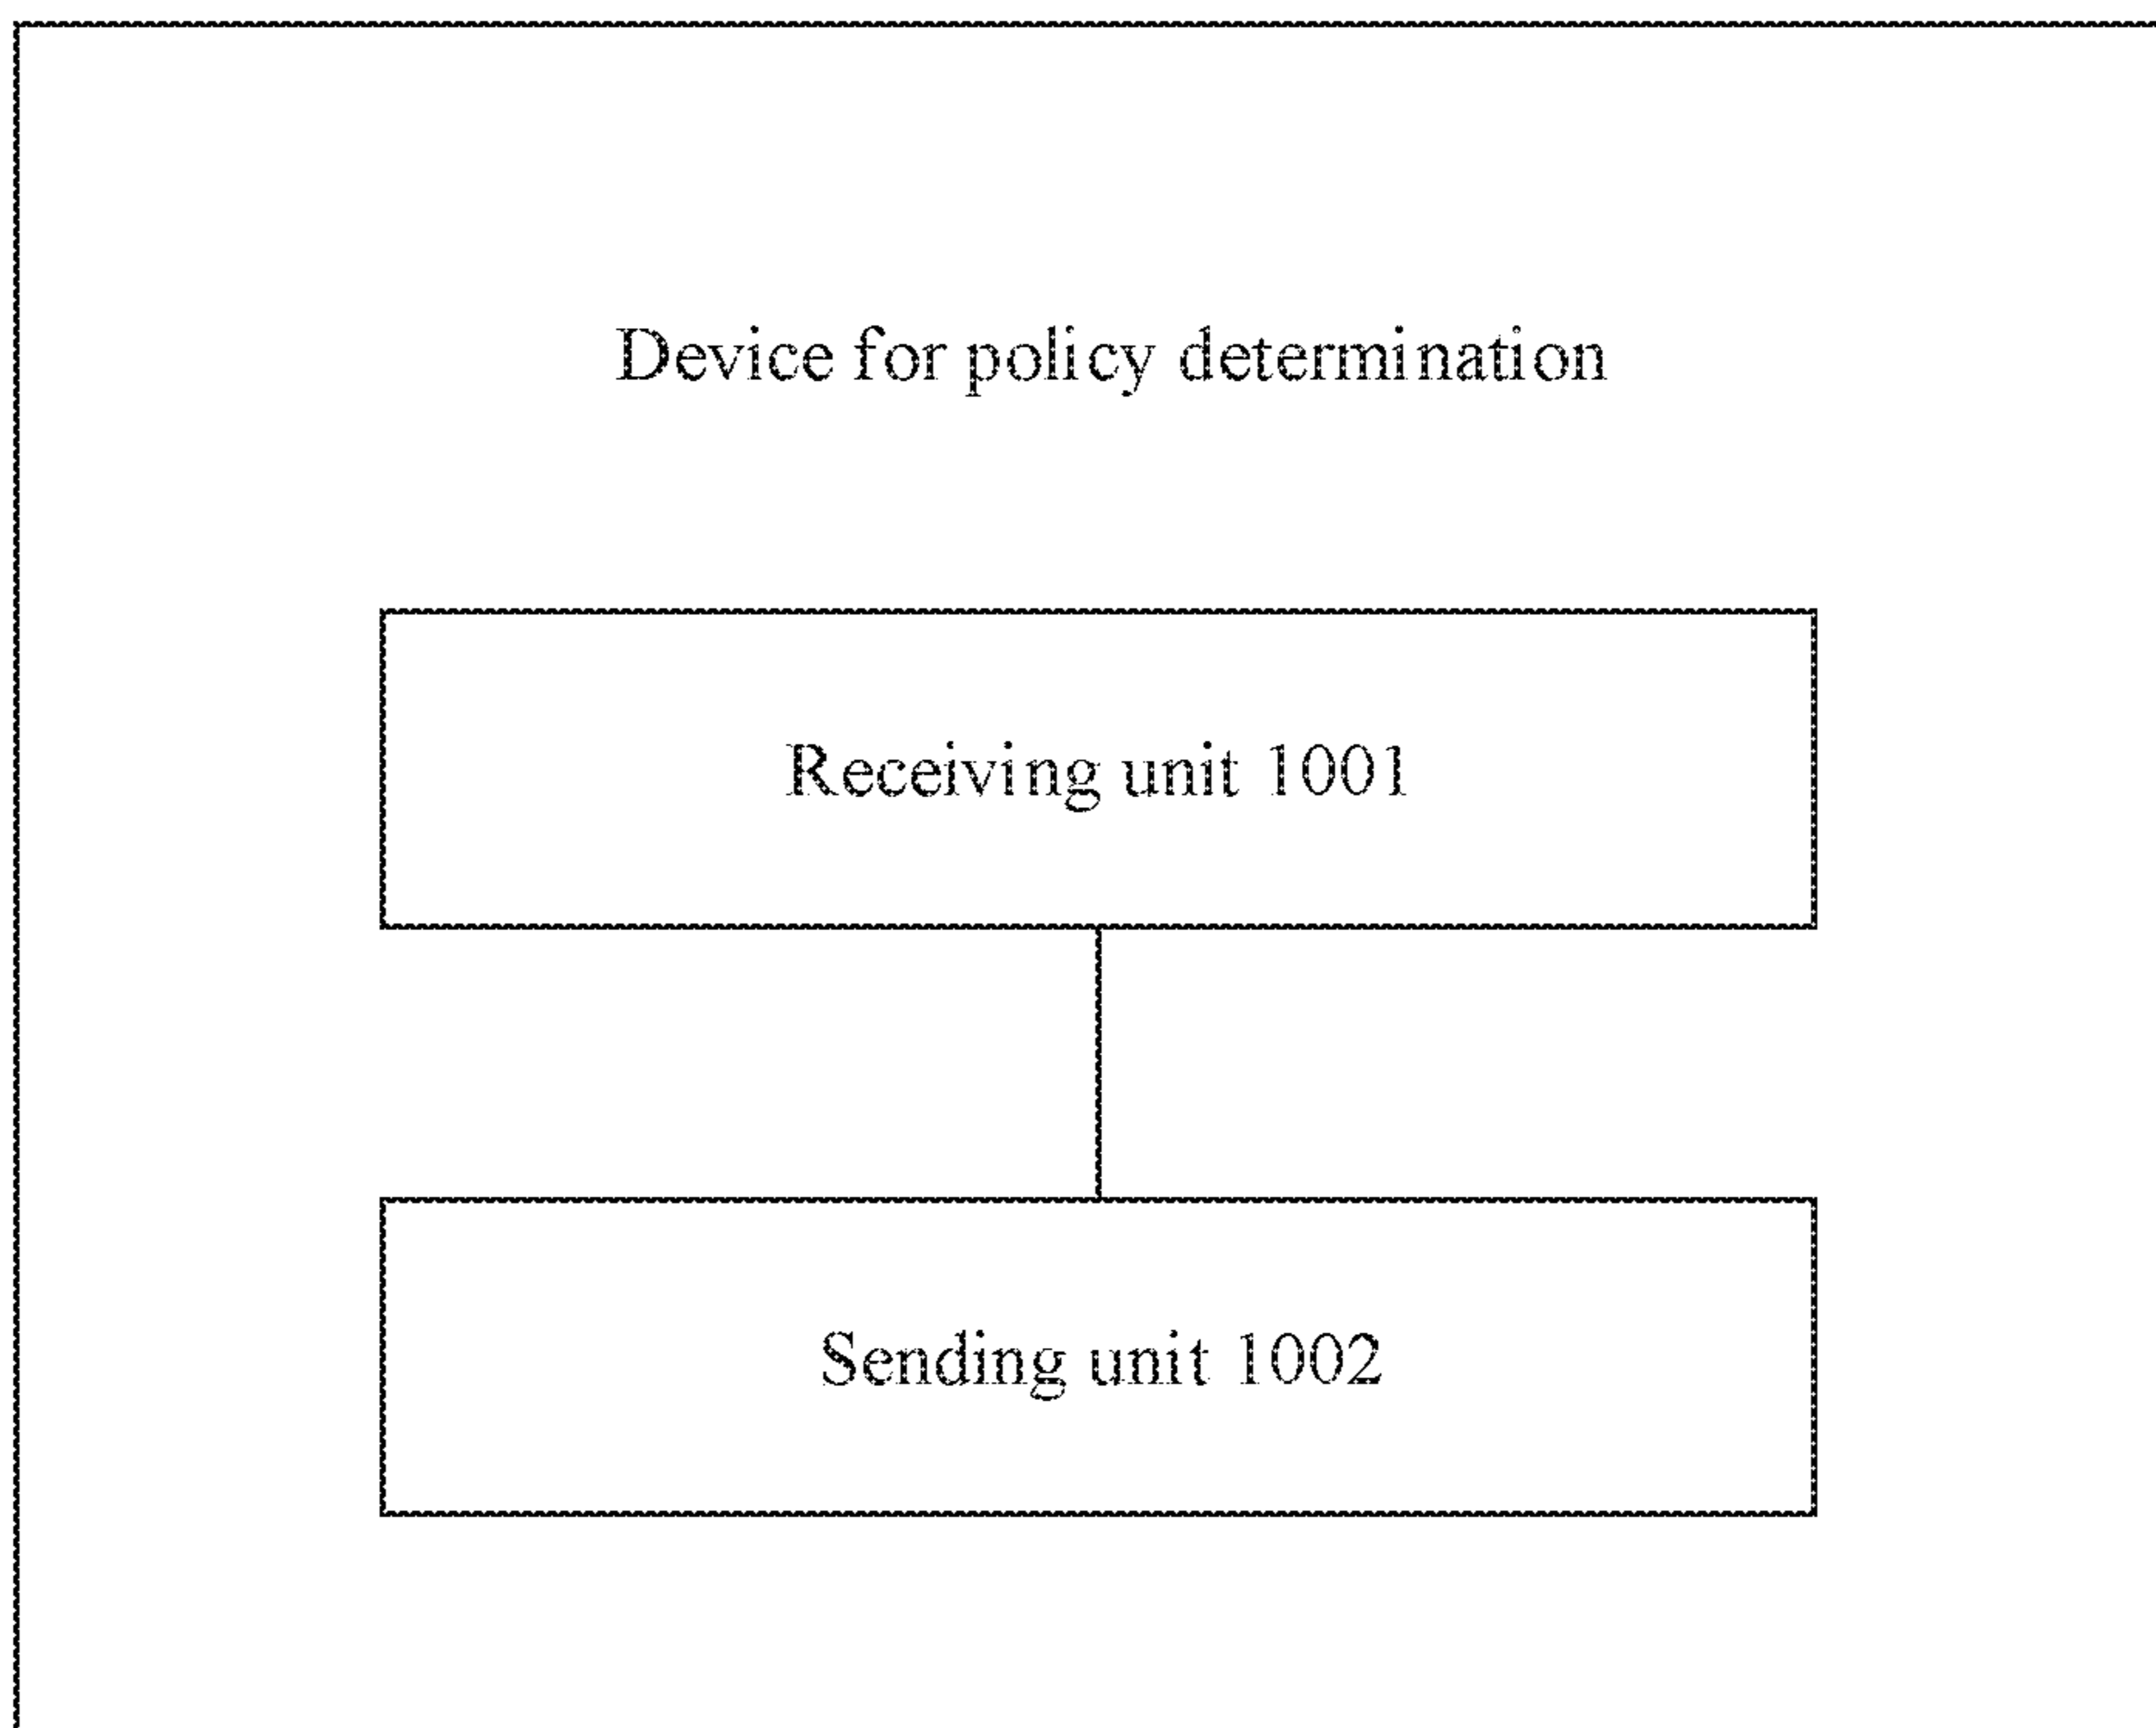 Device for policy determination
Receiving unit 1001
Sending unit 1002